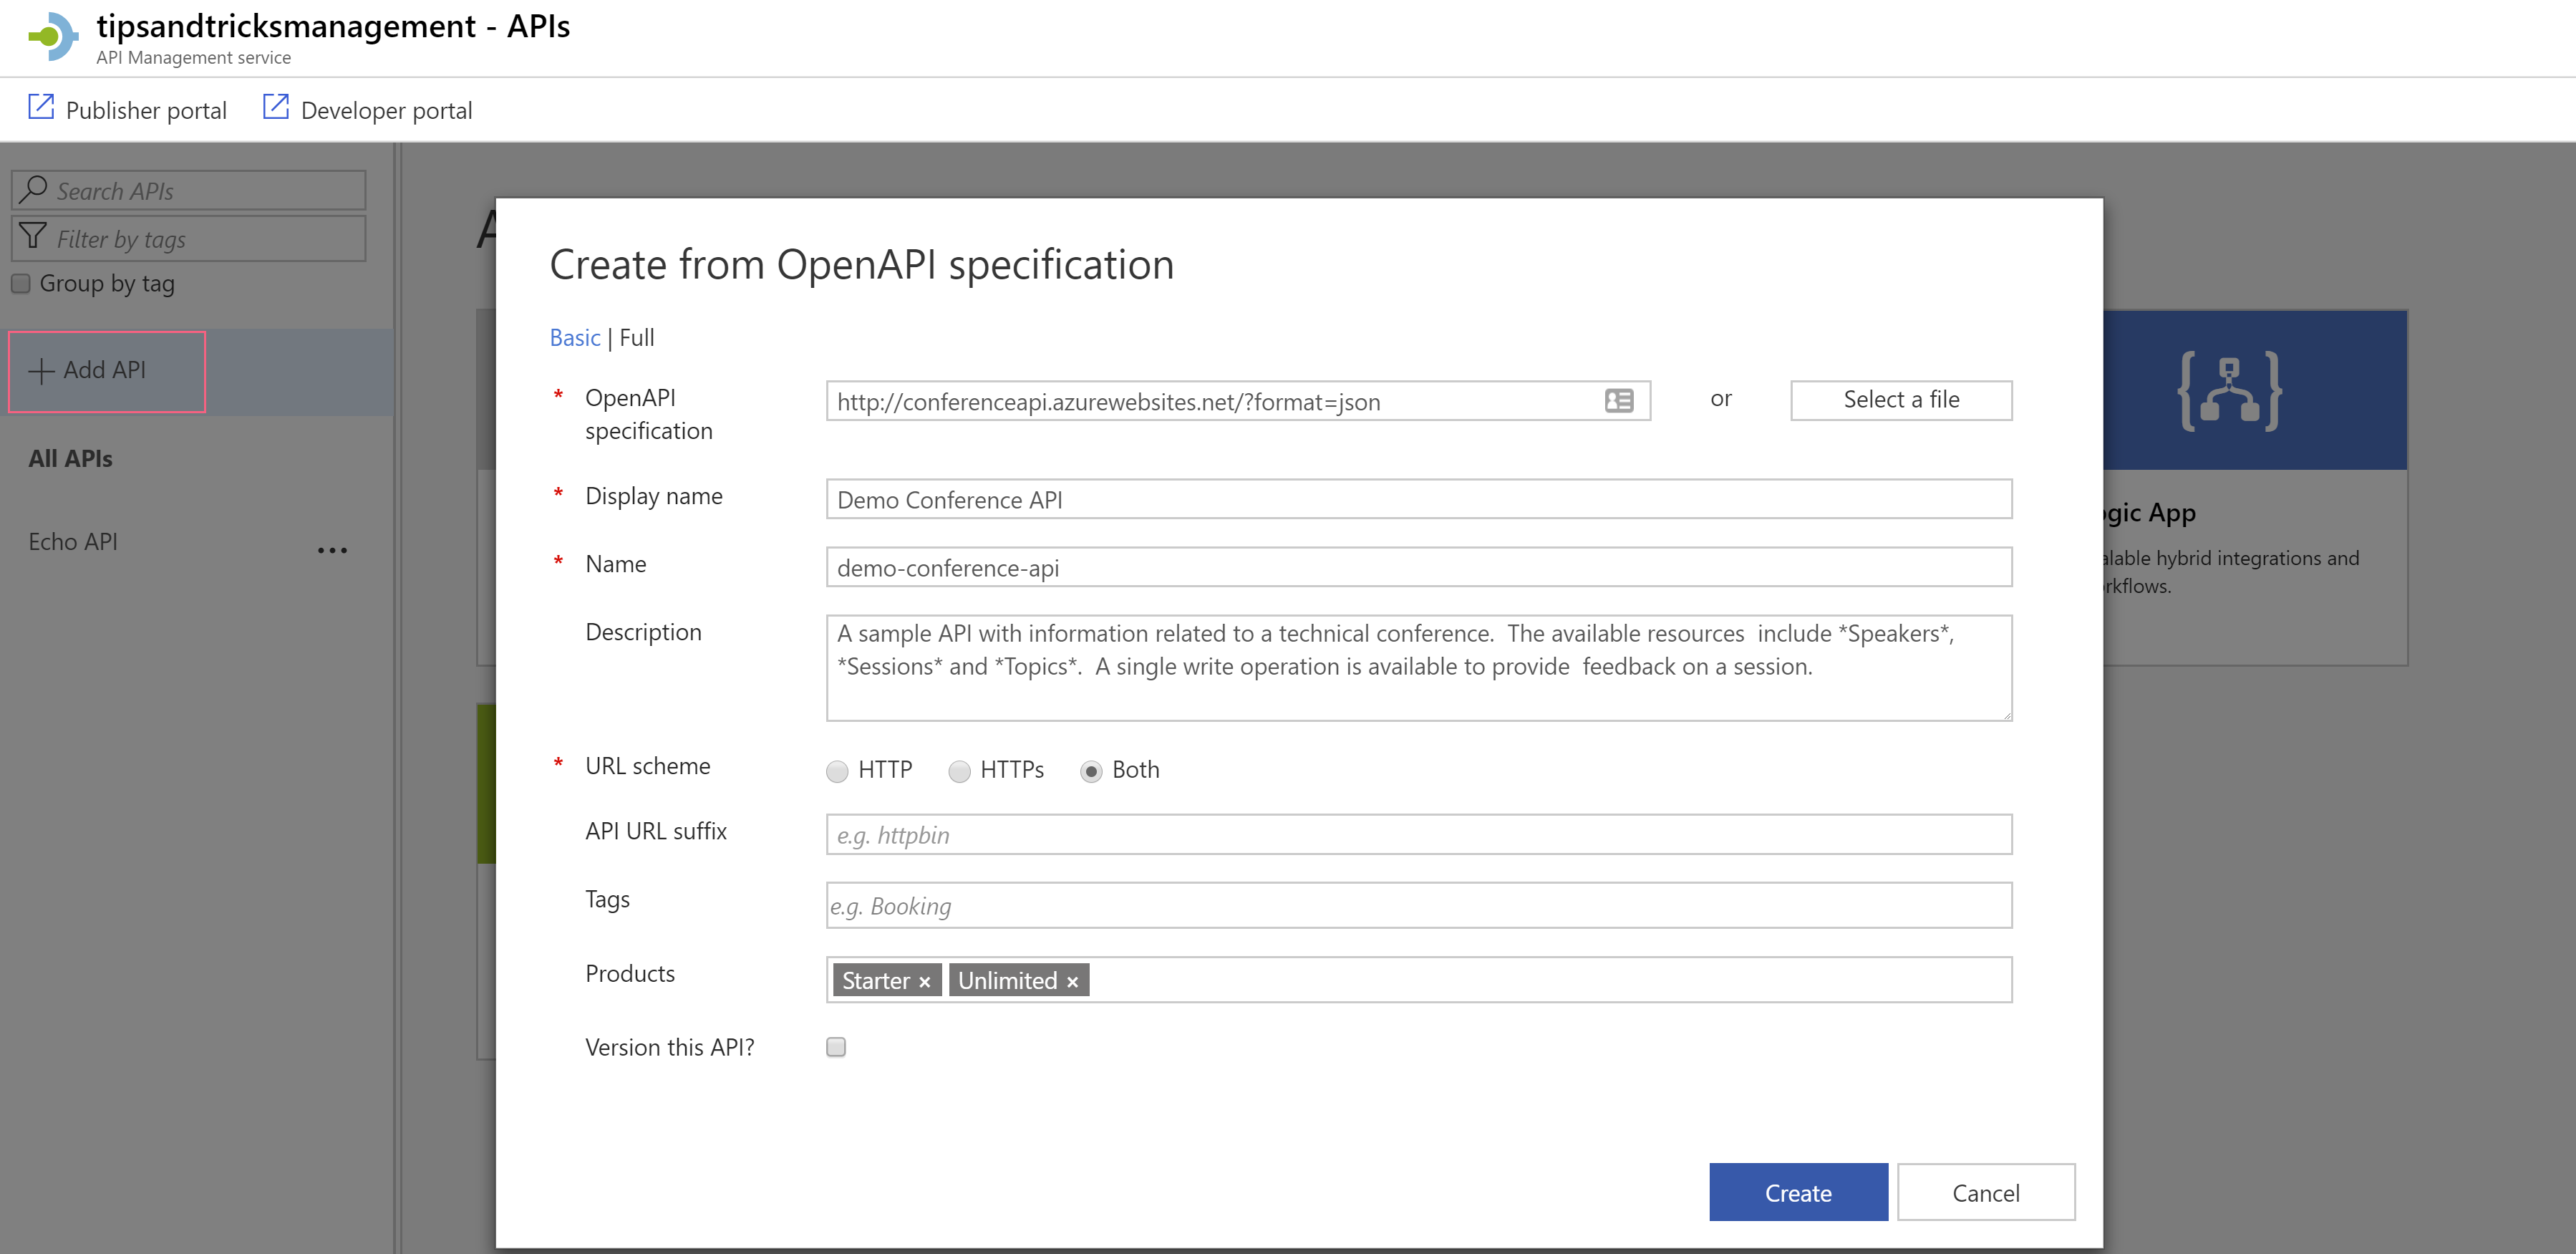 tipsandtricksmanagement - APIs
API Management service
Publisher portal
Developer portal
Search APIs
Filter by tags
Group by tag
Add API
All APIs
Echo API
Create from OpenAPI specification
Basic | Full
* OpenAPI specification
http://conferenceapi.azurewebsites.net/?format=json
or
Select a file
* Display name
Demo Conference API
* Name
demo-conference-api
Description
A sample API with information related to a technical conference.  The available resources  include *Speakers*,
*Sessions* and *Topics*.  A single write operation is available to provide  feedback on a session.
* URL scheme
HTTP
HTTPs
Both
API URL suffix
e.g. httpbin
Tags
e.g. Booking
Products
Starter ×
Unlimited ×
Version this API?
Create
Cancel
App
hybrid integrations and